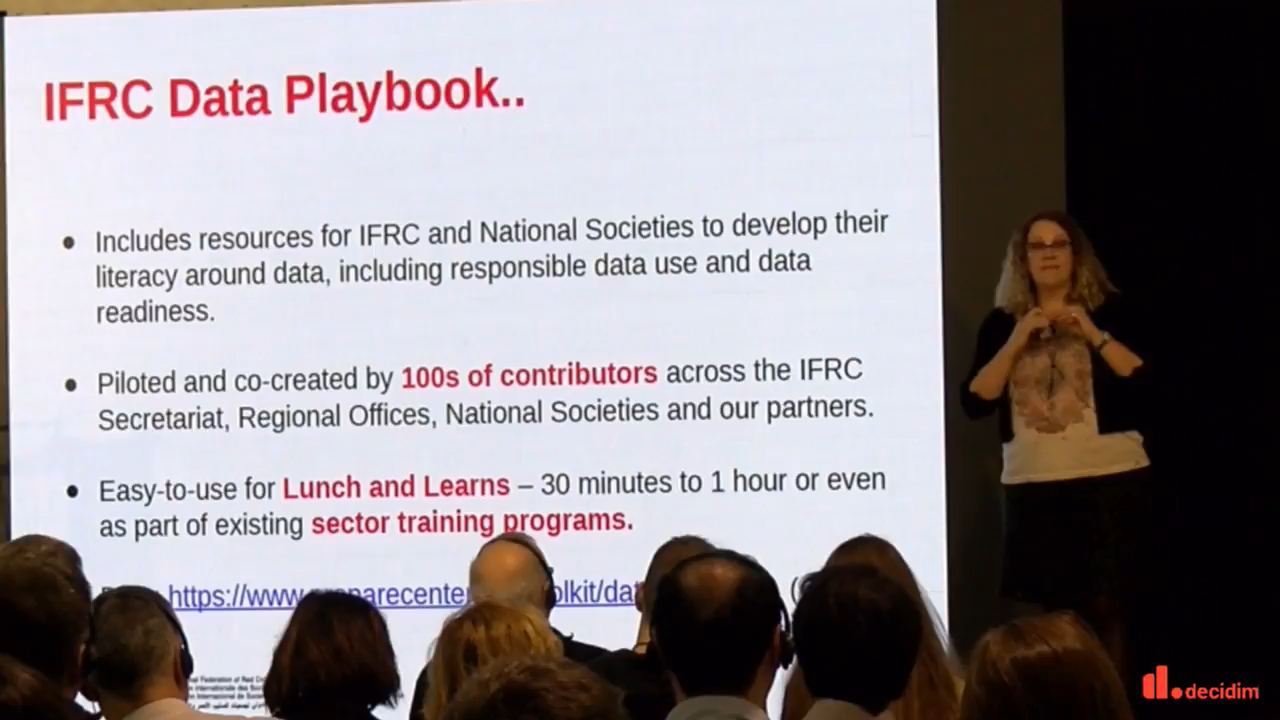 IFRC Data Playbook..
● Includes resources for IFRC and National Societies to develop their
literacy around data, including responsible data use and data
readiness.
● Piloted and co-created by 100s of contributors across the IFRC
Secretariat, Regional Offices, National Societies and our partners.
● Easy-to-use for Lunch and Learns – 30 minutes to 1 hour or even
as part of existing sector training programs.
https://www
decidim